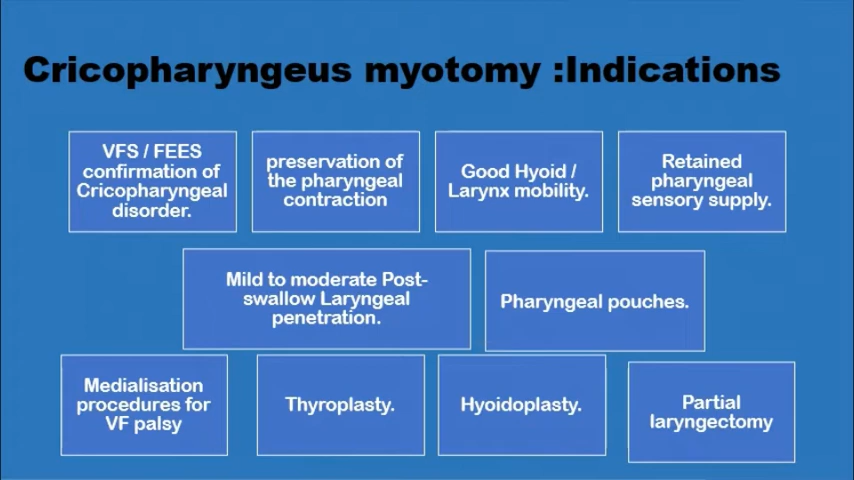 Cricopharyngeus myotomy :Indications
VFS / FEES
confirmation of
Cricopharyngeal
disorder.
preservation of
the pharyngeal
contraction
Good Hyoid /
Larynx mobility.
Retained
pharyngeal
sensory supply.
Mild to moderate Post-
swallow Laryngeal
penetration.
Pharyngeal pouches.
Medialisation
procedures for
VF palsy
Thyroplasty.
Hyoidoplasty.
Partial
laryngectomy